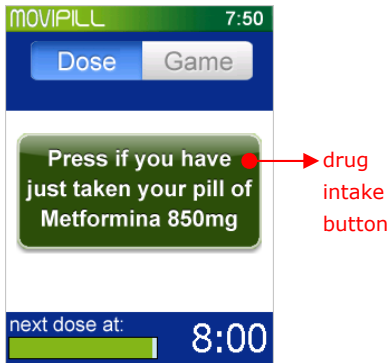 MOVIPILL 7:50
Dose Game
Press if you have
just taken your pill of
Metformina 850mg
drug
intake
button
next dose at:
8:00